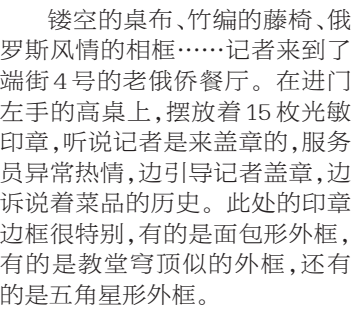 镂空的桌布、竹编的藤椅、俄
罗斯风情的相框……记者来到了
端街4号的老俄侨餐厅。在进门
左手的高桌上,摆放着15枚光敏
印章,听说记者是来盖章的,服务
员异常热情,边引导记者盖章,边
诉说着菜品的历史。此处的印章
边框很特别,有的是面包形外框,
有的是教堂穹顶似的外框,还有
的是五角星形外框。